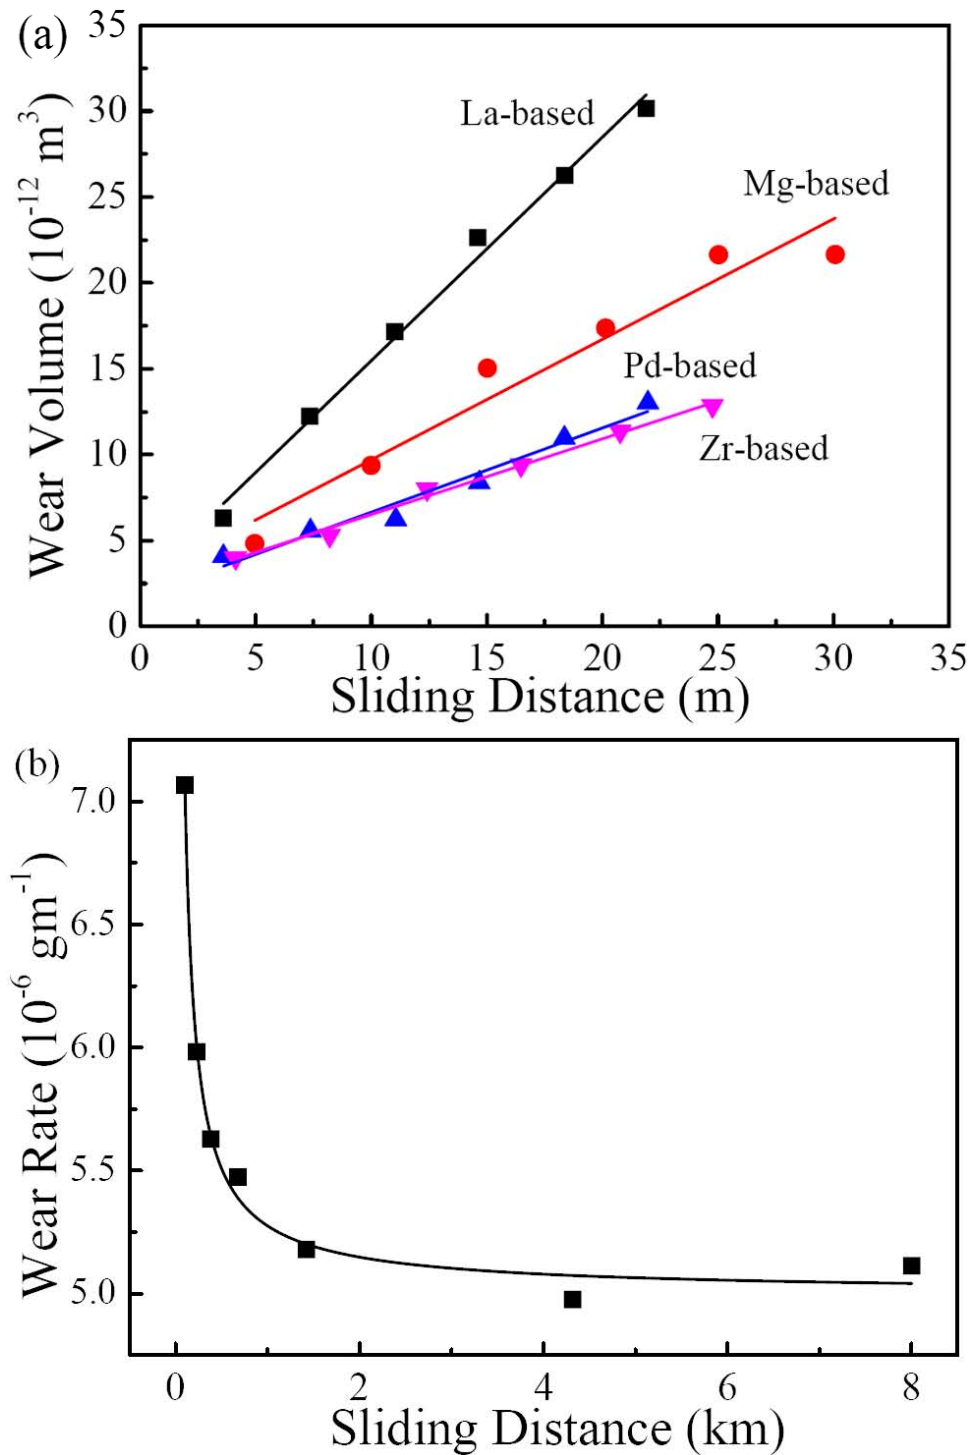 (a)
Wear Volume (10⁻¹² m³)
35
30
25
20
15
10
5
0
La-based
Mg-based
Pd-based
Zr-based
0 5 10 15 20 25 30 35
Sliding Distance (m)
(b)
Wear Rate (10⁻⁶ gm⁻¹)
7.0
6.5
6.0
5.5
5.0
0 2 4 6 8
Sliding Distance (km)